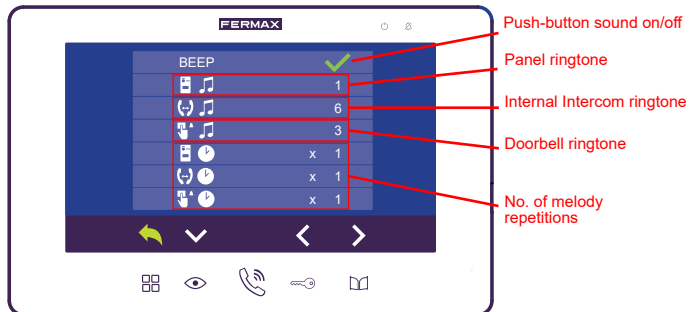 FERMAX
Push-button sound on/off
BEEP
Panel ringtone
1
Internal Intercom ringtone
6
Doorbell ringtone
3
x 1
x 1
x 1
No. of melody
repetitions